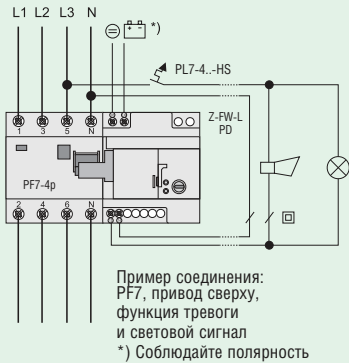 L1 L2 L3 N
*)
PL7-4..-HS
1 3 5 N
Z-FW-L
PD
PF7-4p
2 4 6 N
Пример соединения:
PF7, привод сверху,
функция тревоги
и световой сигнал
*) Соблюдайте полярность